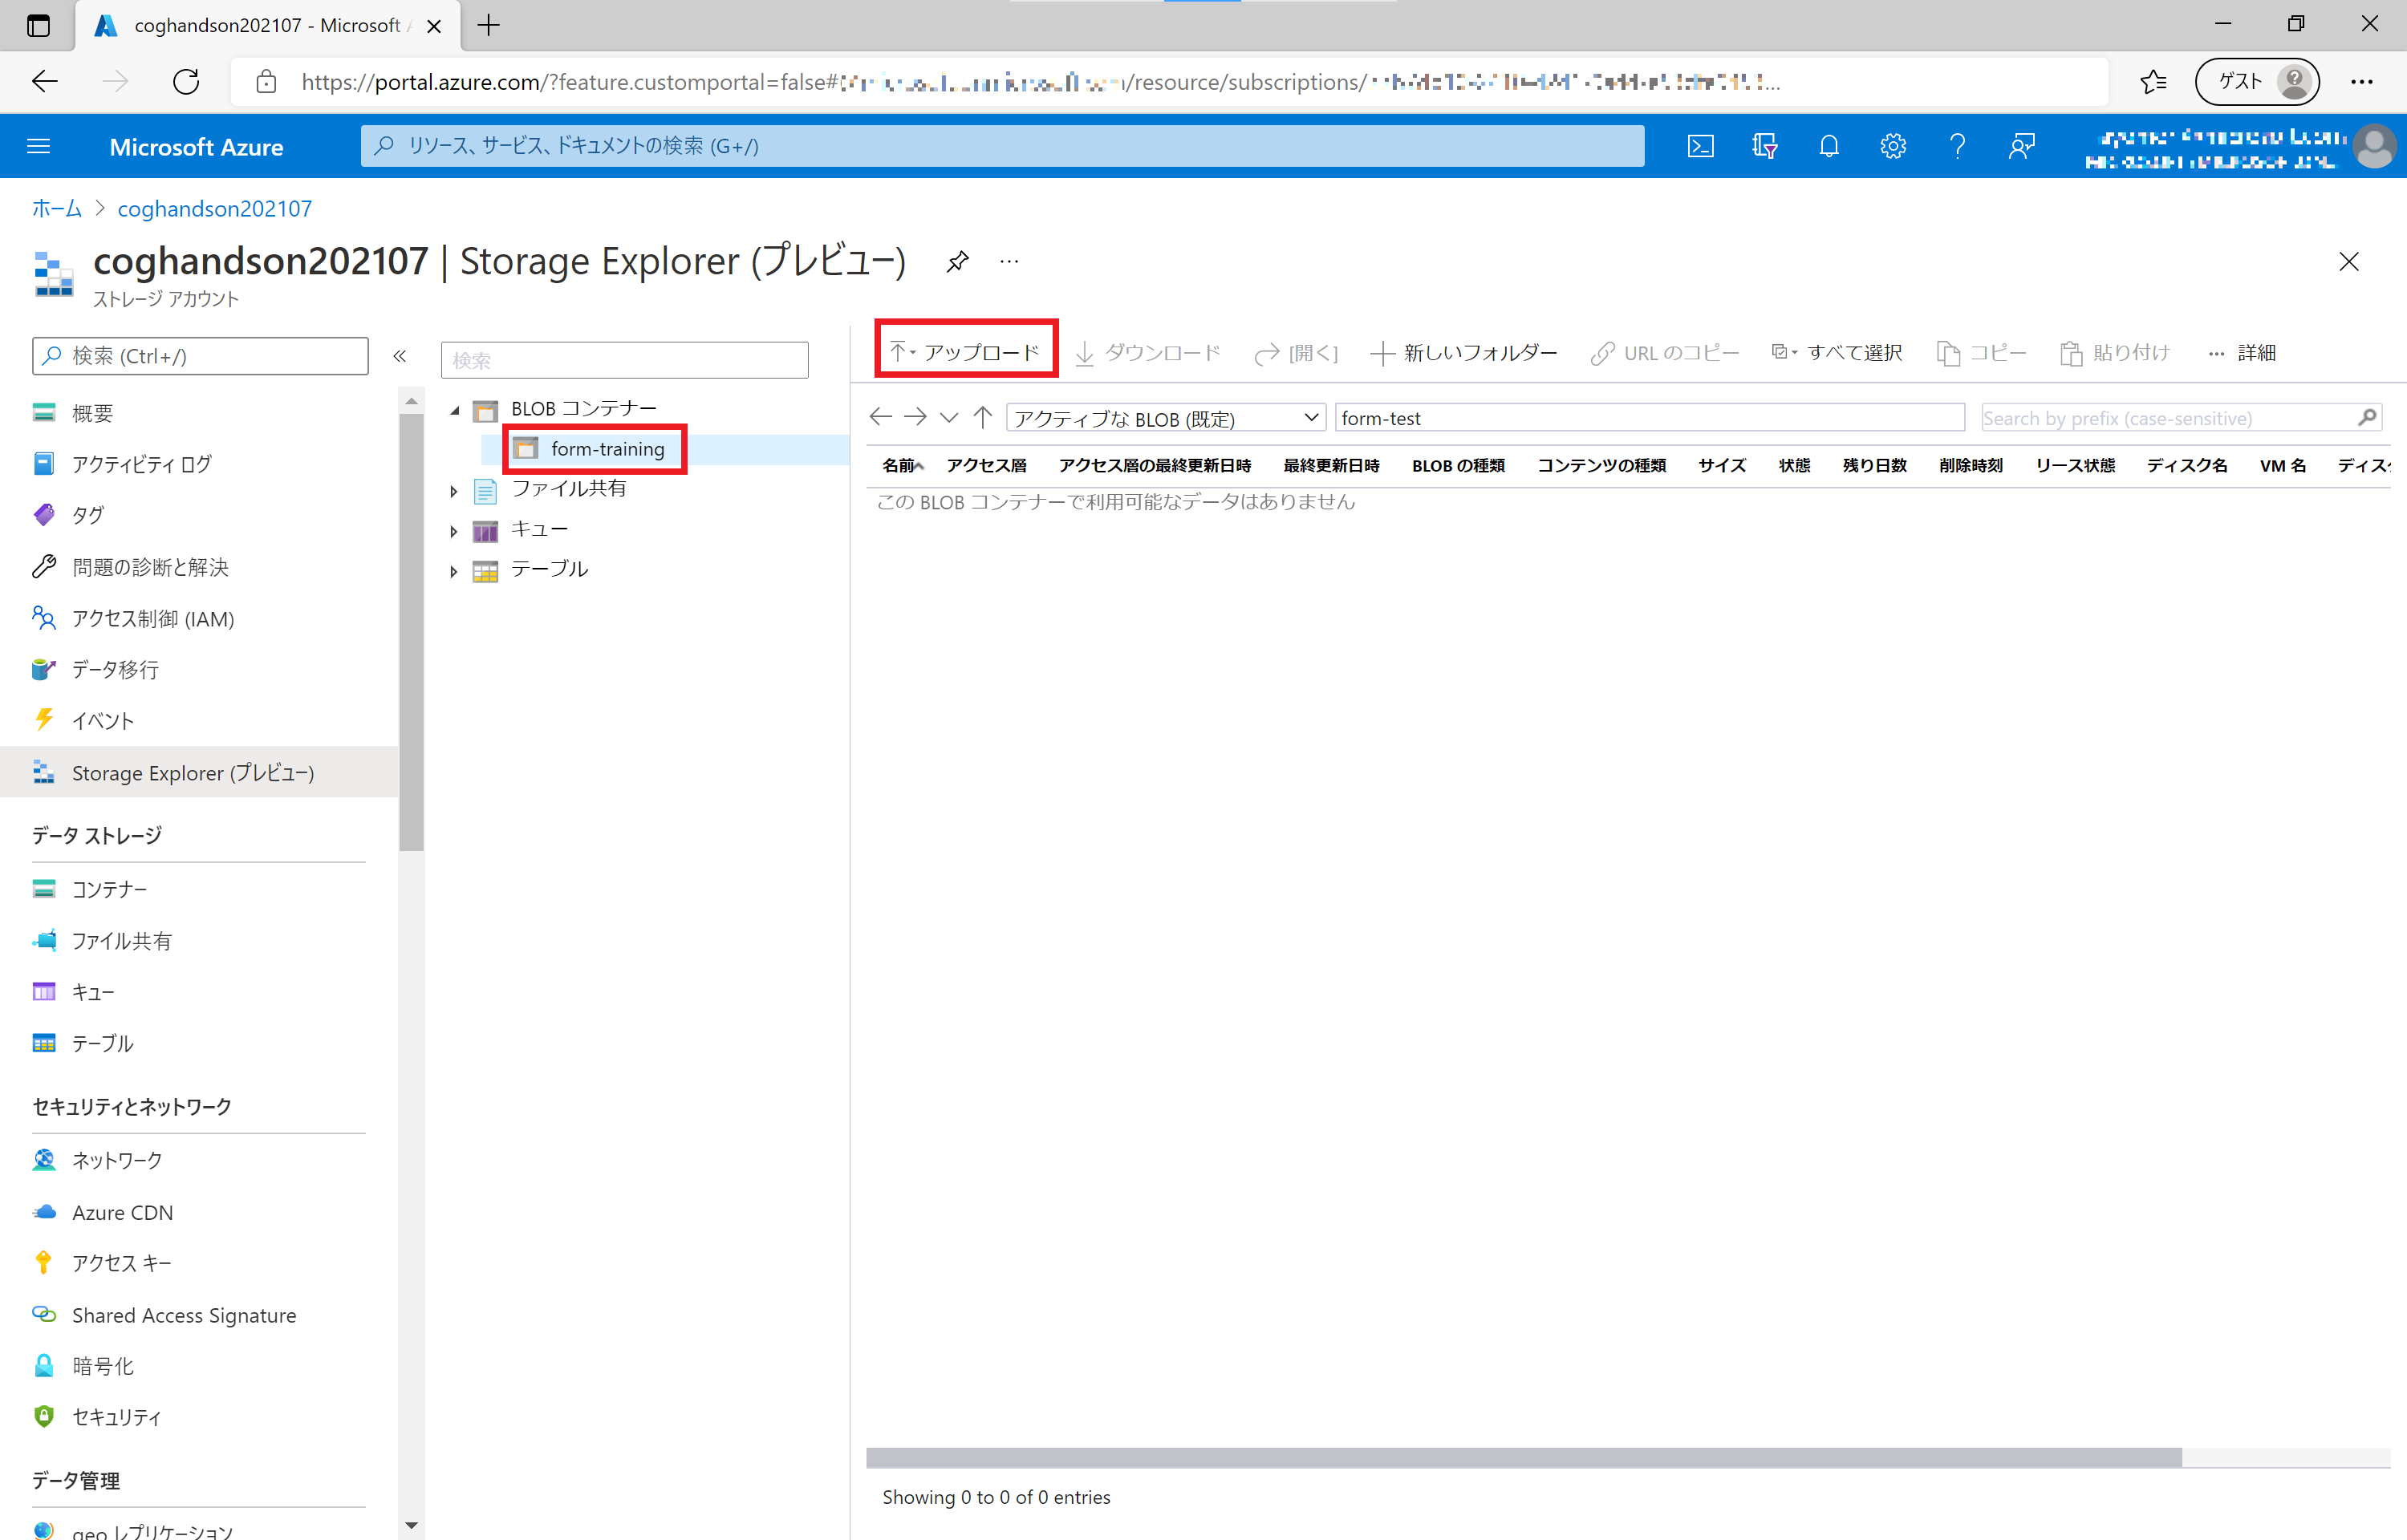 coghandson202107 - Microsoft A
https://portal.azure.com/?feature.customportal=false#
/resource/subscriptions/
...
ゲスト
Microsoft Azure
リソース、サービス、ドキュメントの検索 (G+/)
ホーム > coghandson202107
coghandson202107 | Storage Explorer (プレビュー)
ストレージ アカウント
検索 (Ctrl+/)
概要
アクティビティ ログ
タグ
問題の診断と解決
アクセス制御 (IAM)
データ移行
イベント
Storage Explorer (プレビュー)
データ ストレージ
コンテナー
ファイル共有
キュー
テーブル
セキュリティとネットワーク
ネットワーク
Azure CDN
アクセス キー
Shared Access Signature
暗号化
セキュリティ
データ管理
geo レプリケーション
検索
BLOB コンテナー
form-training
ファイル共有
キュー
テーブル
アップロード ダウンロード [開く] 新しいフォルダー URL のコピー すべて選択 コピー 貼り付け 詳細
アクティブな BLOB (既定) form-test Search by prefix (case-sensitive)
名前 アクセス層 アクセス層の最終更新日時 最終更新日時 BLOB の種類 コンテンツの種類 サイズ 状態 残り日数 削除時刻 リース状態 ディスク名 VM 名 ディスク
この BLOB コンテナーで利用可能なデータはありません
Showing 0 to 0 of 0 entries